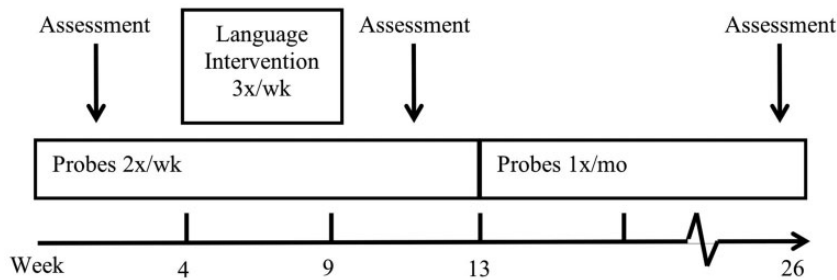 Assessment
Language
Intervention
3x/wk
Assessment
Assessment
Probes 2x/wk
Probes 1x/mo
Week
4
9
13
26